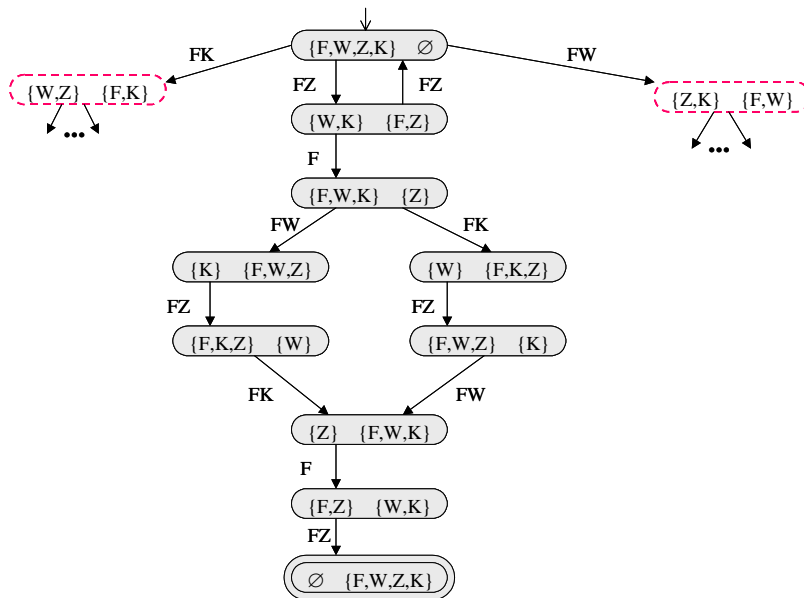 {F,W,Z,K} ∅
FK
FW
{W,Z} {F,K}
FZ
FZ
{Z,K} {F,W}
•••
{W,K} {F,Z}
•••
F
{F,W,K} {Z}
FW
FK
{K} {F,W,Z}
{W} {F,K,Z}
FZ
FZ
{F,K,Z} {W}
{F,W,Z} {K}
FK
FW
{Z} {F,W,K}
F
{F,Z} {W,K}
FZ
∅ {F,W,Z,K}